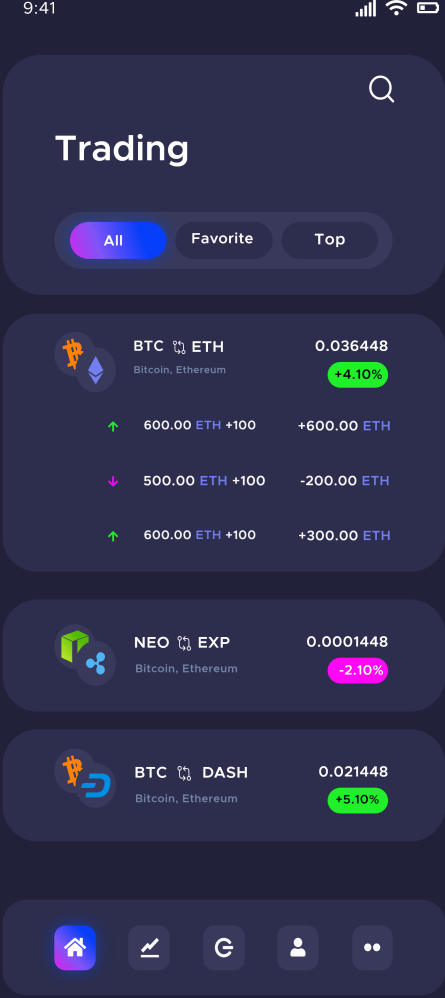 9:41
Trading
All Favorite Top
BTC ETH 0.036448
Bitcoin, Ethereum +4.10%
600.00 ETH +100 +600.00 ETH
500.00 ETH +100 -200.00 ETH
600.00 ETH +100 +300.00 ETH
NEO EXP 0.0001448
Bitcoin, Ethereum -2.10%
BTC DASH 0.021448
Bitcoin, Ethereum +5.10%